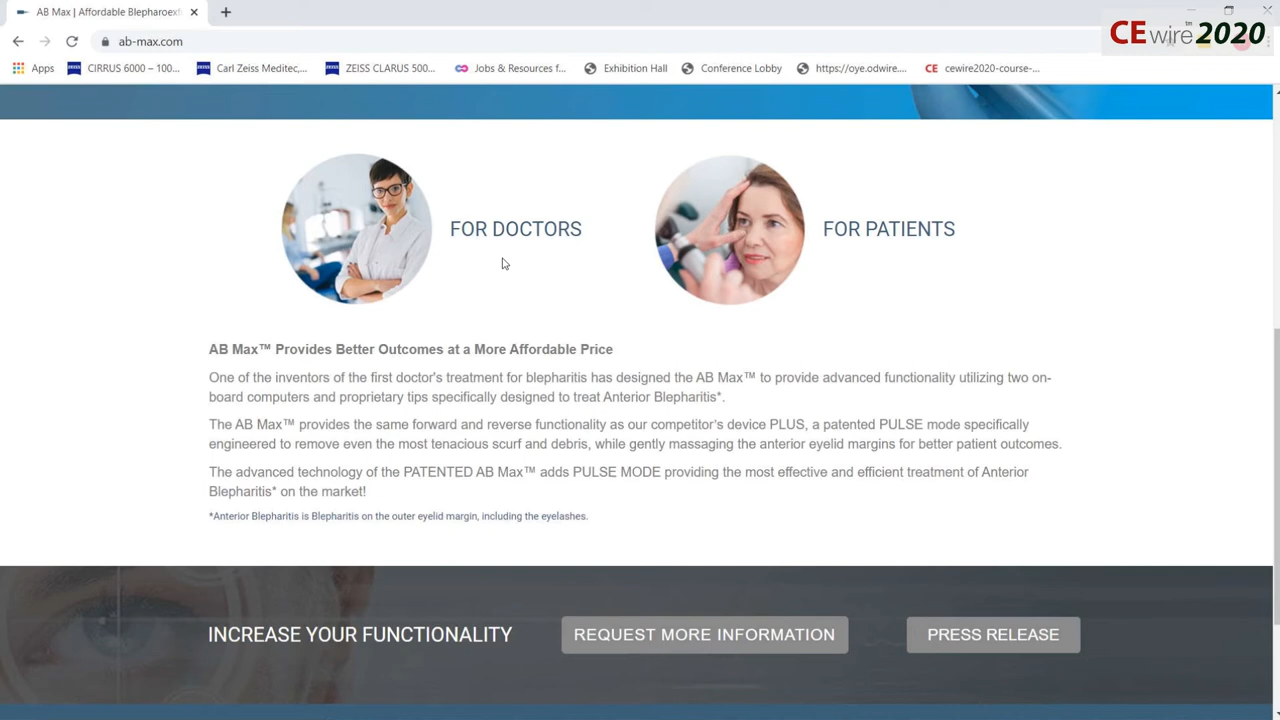 AB Max | Affordable Blepharoexf
CEwire™2020
ab-max.com
Apps
CIRRUS 6000 – 100...
Carl Zeiss Meditec,...
ZEISS CLARUS 500...
Jobs & Resources f...
Exhibition Hall
Conference Lobby
https://oye.odwire....
CE
cewire2020-course-...
FOR DOCTORS
FOR PATIENTS
AB Max™ Provides Better Outcomes at a More Affordable Price
One of the inventors of the first doctor's treatment for blepharitis has designed the AB Max™ to provide advanced functionality utilizing two on-
board computers and proprietary tips specifically designed to treat Anterior Blepharitis*.
The AB Max™ provides the same forward and reverse functionality as our competitor's device PLUS, a patented PULSE mode specifically
engineered to remove even the most tenacious scurf and debris, while gently massaging the anterior eyelid margins for better patient outcomes.
The advanced technology of the PATENTED AB Max™ adds PULSE MODE providing the most effective and efficient treatment of Anterior
Blepharitis* on the market!
*Anterior Blepharitis is Blepharitis on the outer eyelid margin, including the eyelashes.
INCREASE YOUR FUNCTIONALITY
REQUEST MORE INFORMATION
PRESS RELEASE